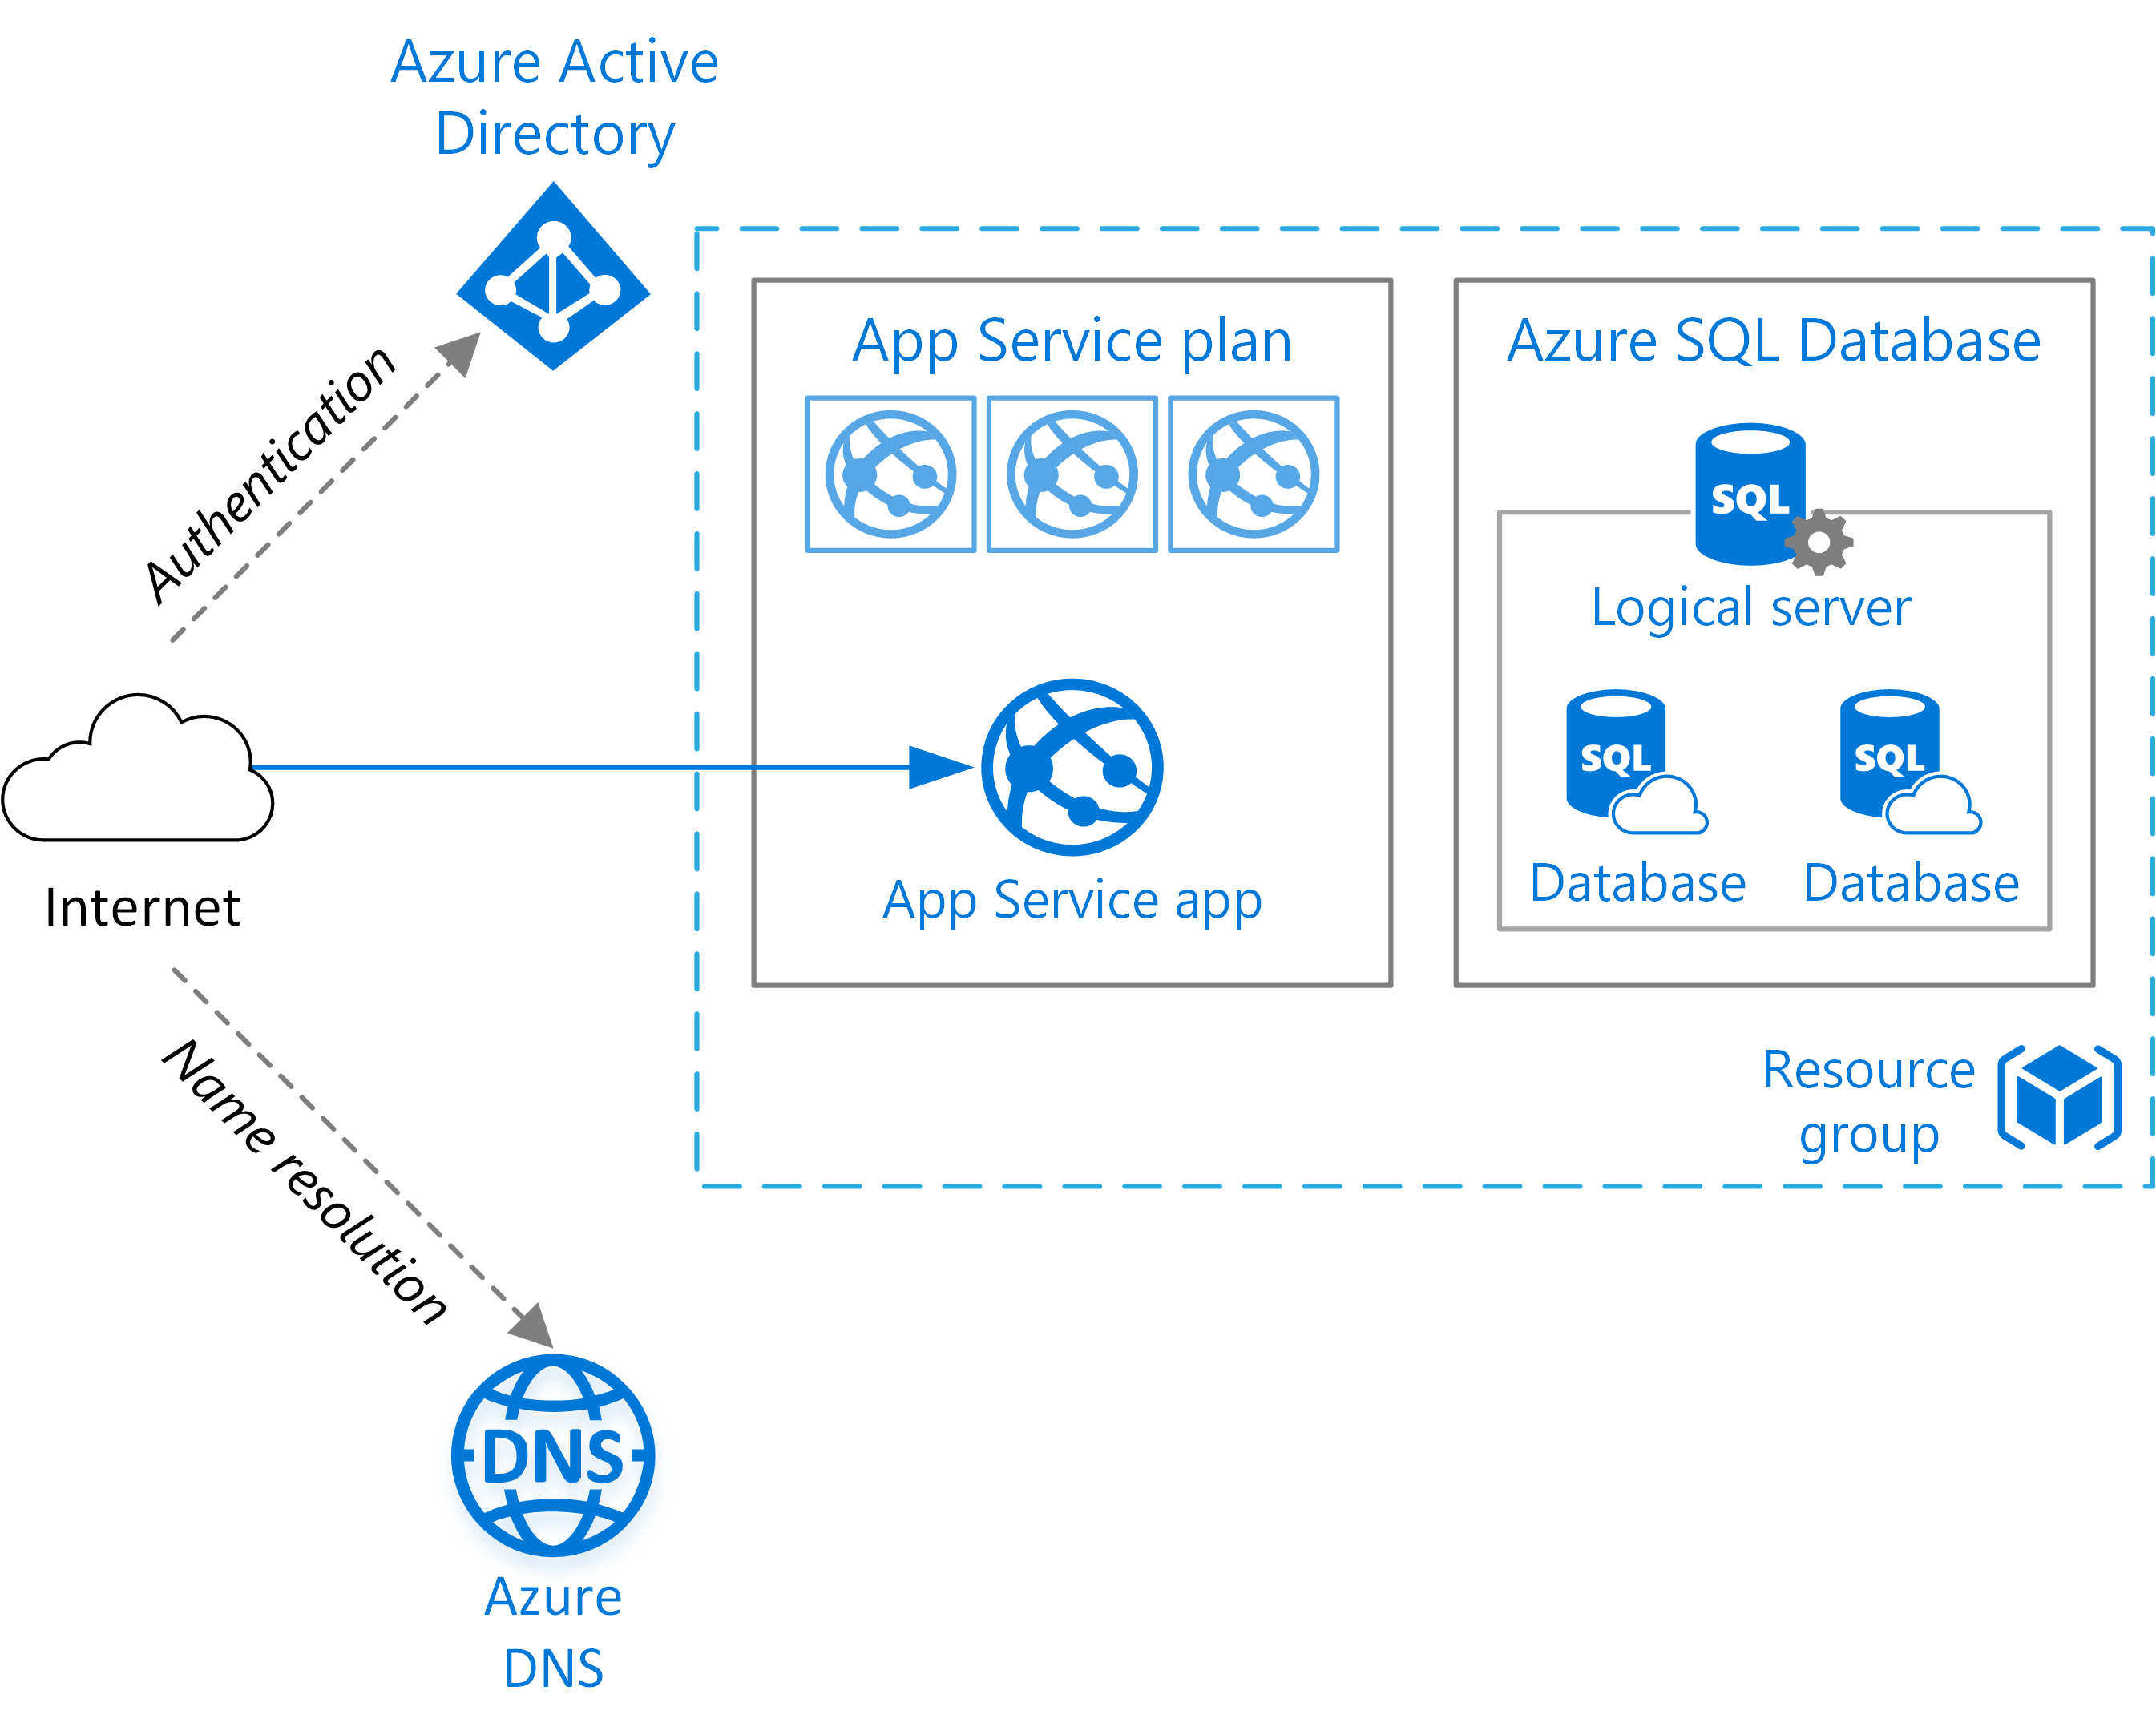 Azure Active
Directory
Authentication
App Service plan
Azure SQL Database
SQL
Logical server
SQL
SQL
Database
Database
App Service app
Internet
Resource
group
Name resolution
DNS
Azure
DNS